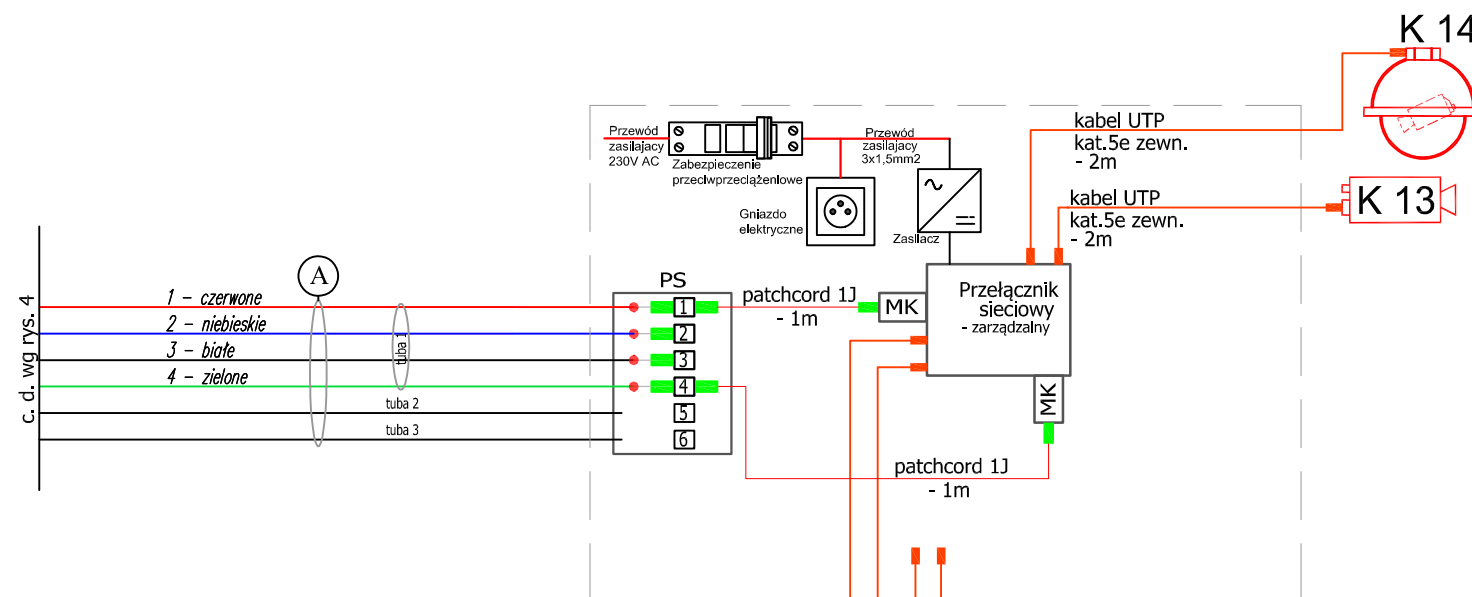 K 14
kabel UTP
kat.5e zewn.
- 2m
Przewód
zasilajacy
230V AC
Zabezpieczenie
przeciwprzeciążeniowe
Przewód
zasilajacy
3x1,5mm2
Gniazdo
elektryczne
Zasilacz
kabel UTP
kat.5e zewn.
- 2m
K 13
c. d. wg rys. 4
A
1 - czerwone
2 - niebieskie
3 - białe
4 - zielone
tuba 1
tuba 2
tuba 3
PS
1
2
3
4
5
6
patchcord 1J
- 1m
MK
Przełącznik
sieciowy
- zarządzalny
MK
patchcord 1J
- 1m